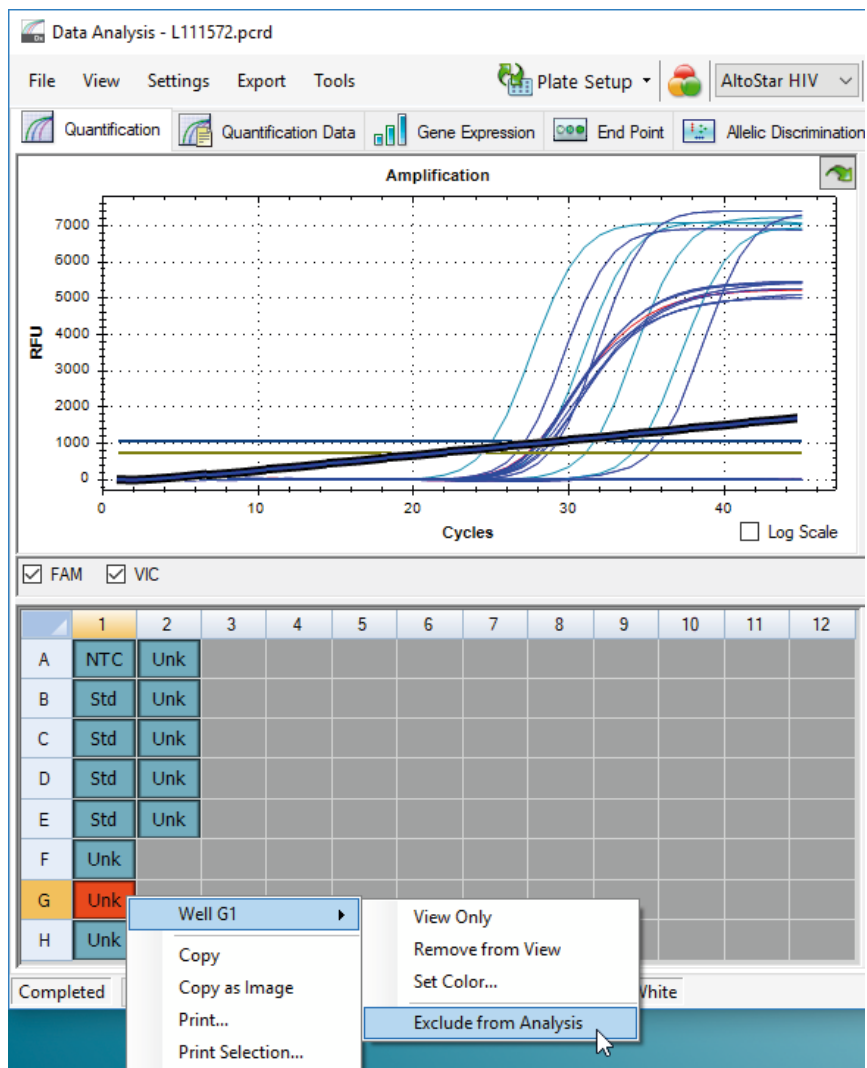 Data Analysis - L111572.pcrd
File View Settings Export Tools Plate Setup AltoStar HIV
Quantification Quantification Data Gene Expression End Point Allelic Discrimination
Amplification
7000
6000
5000
4000
3000
2000
1000
0
RFU
0 10 20 30 40
Cycles
Log Scale
FAM VIC
1 2 3 4 5 6 7 8 9 10 11 12
A NTC Unk
B Std Unk
C Std Unk
D Std Unk
E Std Unk
F Unk
G Unk
H Unk
Well G1
Copy
Copy as Image
Print...
Print Selection...
View Only
Remove from View
Set Color...
Exclude from Analysis
Completed